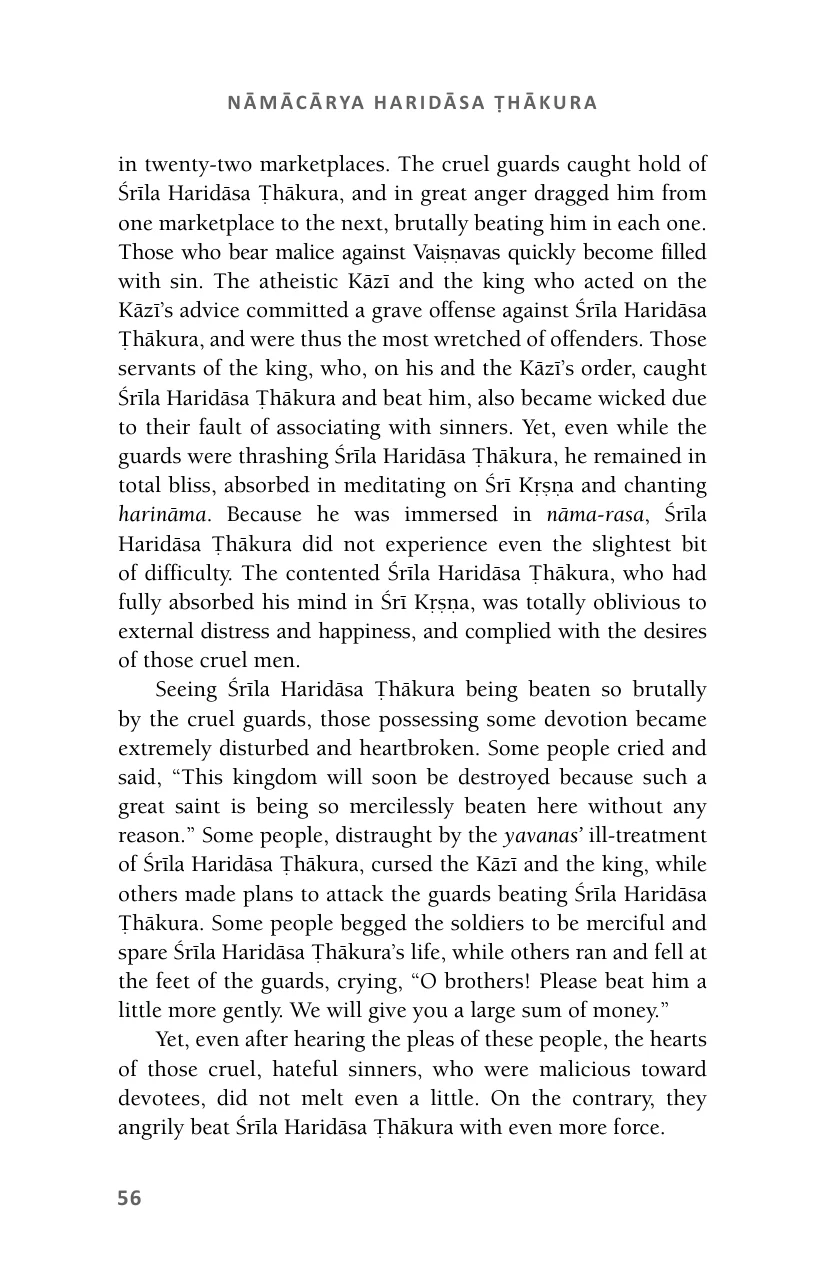 NĀMĀCĀRYA HARIDĀSA ṬHĀKURA
in twenty-two marketplaces. The cruel guards caught hold of
Śrīla Haridāsa Ṭhākura, and in great anger dragged him from
one marketplace to the next, brutally beating him in each one.
Those who bear malice against Vaiṣṇavas quickly become filled
with sin. The atheistic Kāzī and the king who acted on the
Kāzī’s advice committed a grave offense against Śrīla Haridāsa
Ṭhākura, and were thus the most wretched of offenders. Those
servants of the king, who, on his and the Kāzī’s order, caught
Śrīla Haridāsa Ṭhākura and beat him, also became wicked due
to their fault of associating with sinners. Yet, even while the
guards were thrashing Śrīla Haridāsa Ṭhākura, he remained in
total bliss, absorbed in meditating on Śrī Kṛṣṇa and chanting
harināma. Because he was immersed in nāma-rasa, Śrīla
Haridāsa Ṭhākura did not experience even the slightest bit
of difficulty. The contented Śrīla Haridāsa Ṭhākura, who had
fully absorbed his mind in Śrī Kṛṣṇa, was totally oblivious to
external distress and happiness, and complied with the desires
of those cruel men.
Seeing Śrīla Haridāsa Ṭhākura being beaten so brutally
by the cruel guards, those possessing some devotion became
extremely disturbed and heartbroken. Some people cried and
said, “This kingdom will soon be destroyed because such a
great saint is being so mercilessly beaten here without any
reason.” Some people, distraught by the yavanas’ ill-treatment
of Śrīla Haridāsa Ṭhākura, cursed the Kāzī and the king, while
others made plans to attack the guards beating Śrīla Haridāsa
Ṭhākura. Some people begged the soldiers to be merciful and
spare Śrīla Haridāsa Ṭhākura’s life, while others ran and fell at
the feet of the guards, crying, “O brothers! Please beat him a
little more gently. We will give you a large sum of money.”
Yet, even after hearing the pleas of these people, the hearts
of those cruel, hateful sinners, who were malicious toward
devotees, did not melt even a little. On the contrary, they
angrily beat Śrīla Haridāsa Ṭhākura with even more force.
56